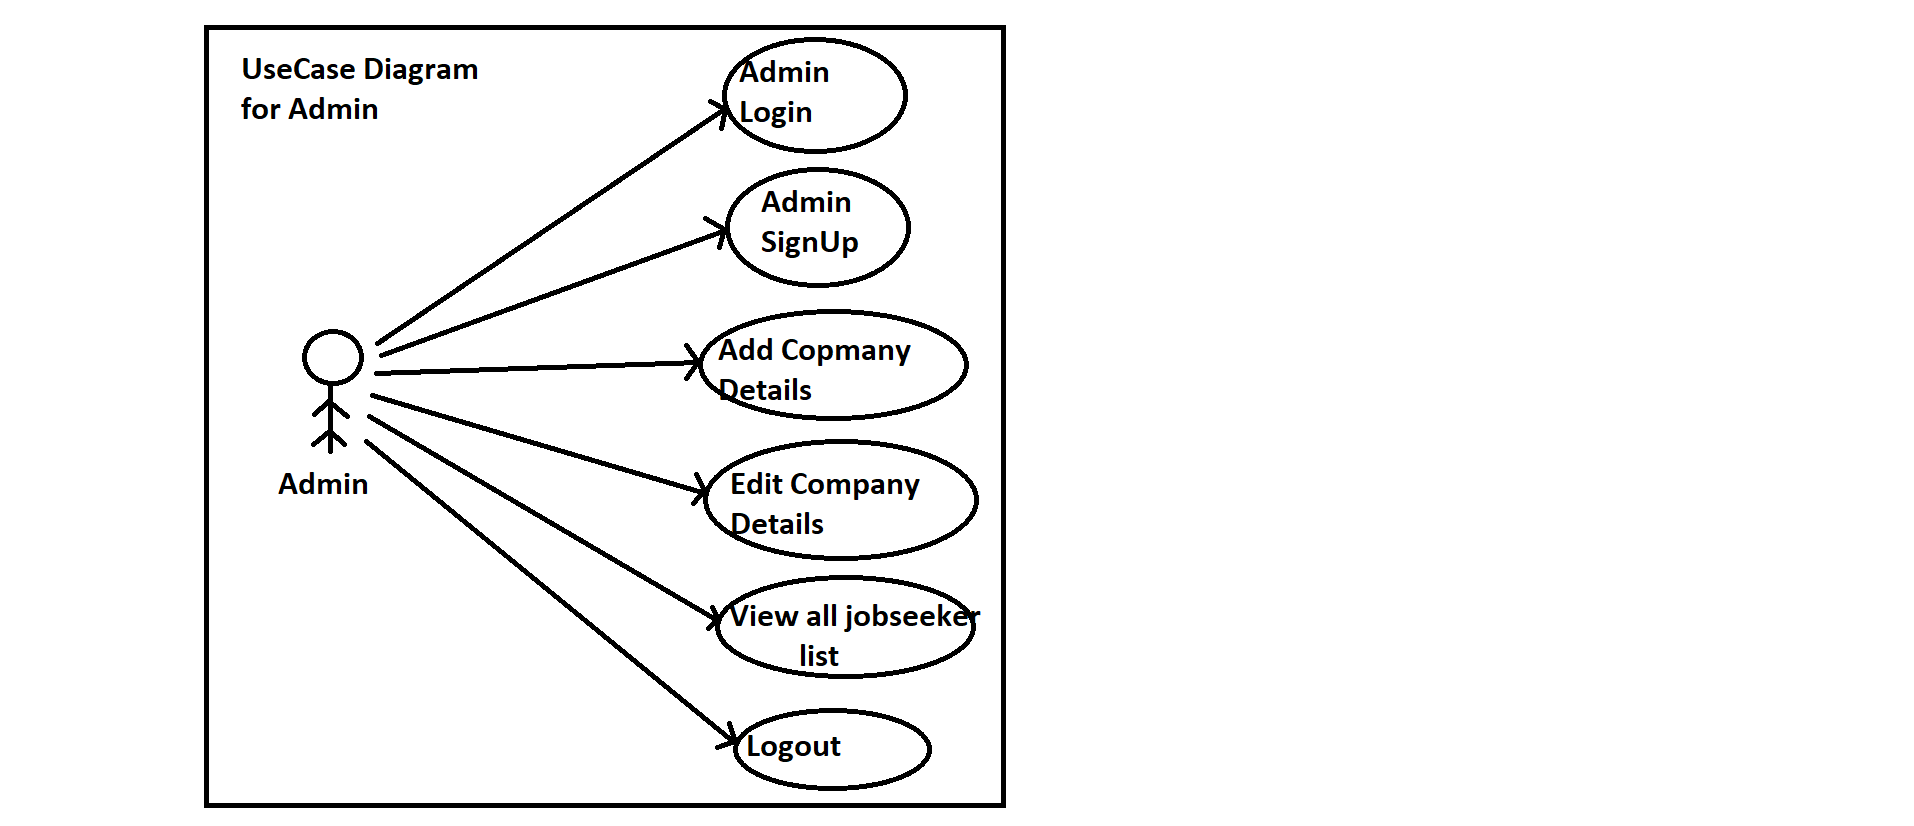 UseCase Diagram
for Admin
Admin
Login
Admin
SignUp
Add Copmany
Details
Edit Company
Details
View all jobseeker
list
Logout
Admin